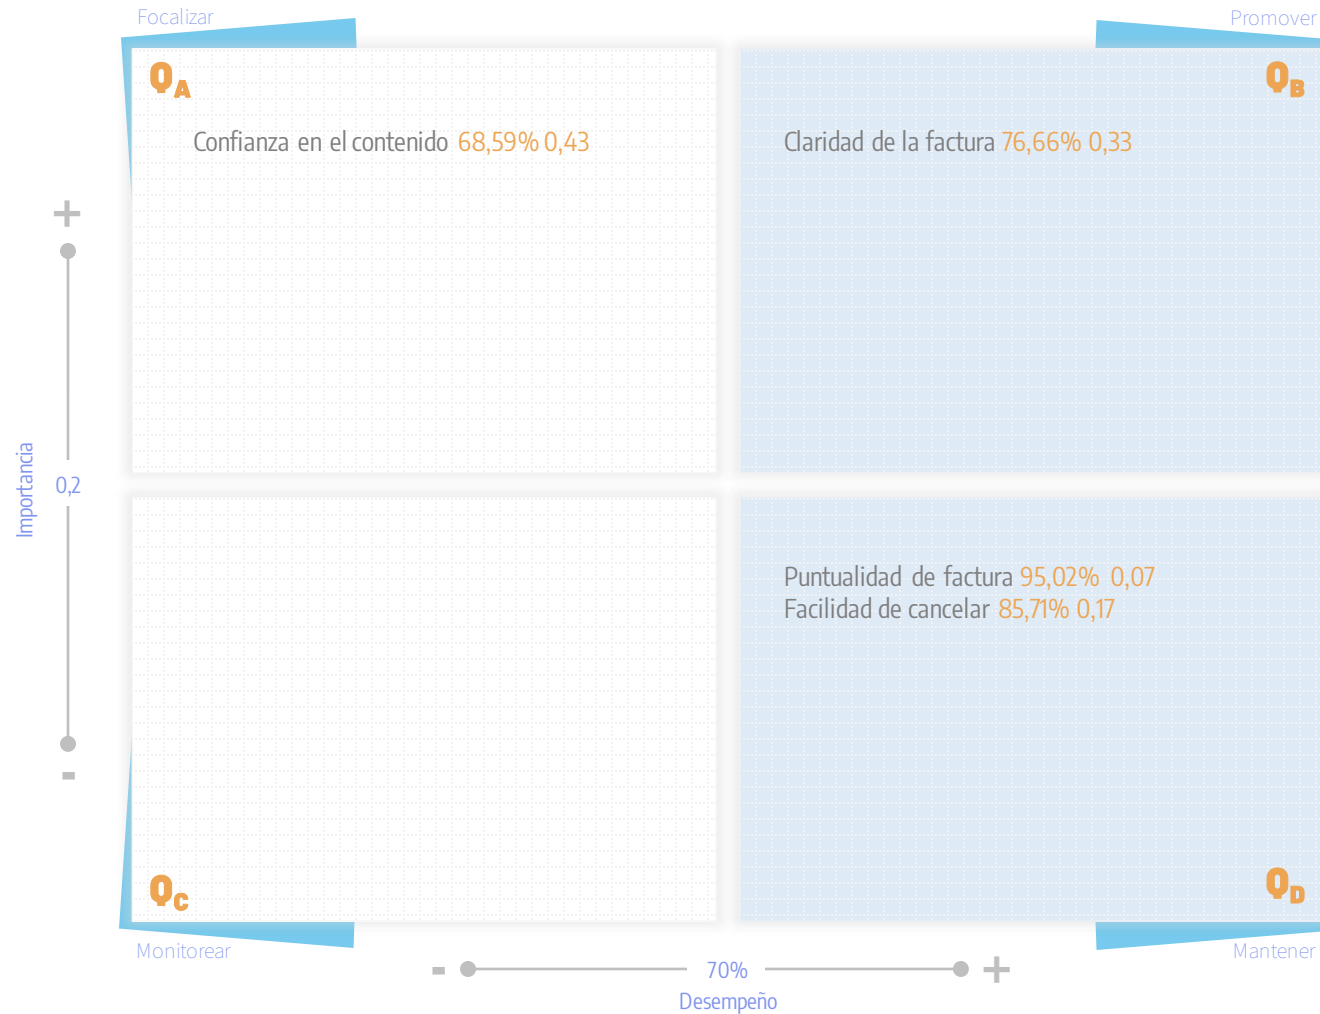 Focalizar
Promover
QA
QB
Confianza en el contenido 68,59% 0,43
Claridad de la factura 76,66% 0,33
+
Importancia
0,2
-
Puntualidad de factura 95,02% 0,07
Facilidad de cancelar 85,71% 0,17
QC
QD
Monitorear
Mantener
- 70% +
Desempeño